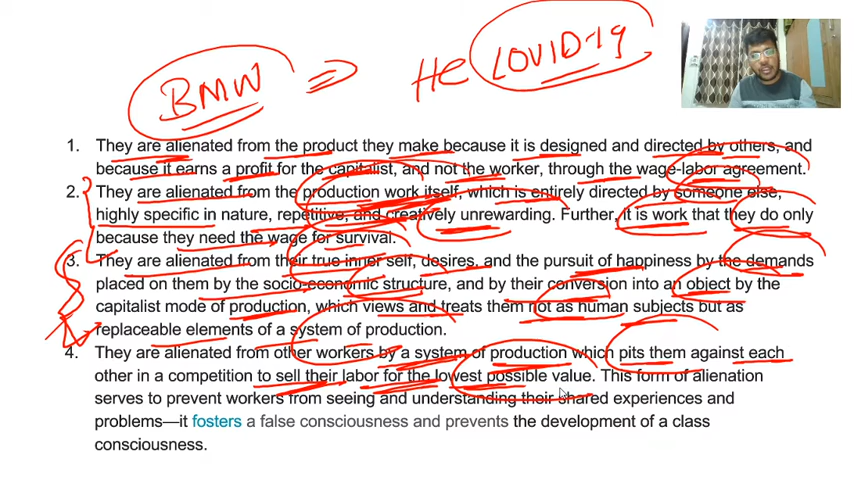 BMW ⇒ He COVID-19
1. They are alienated from the product they make because it is designed and directed by others, and
because it earns a profit for the capitalist, and not the worker, through the wage-labor agreement.
2. They are alienated from the production work itself, which is entirely directed by someone else,
highly specific in nature, repetitive, and creatively unrewarding. Further, it is work that they do only
because they need the wage for survival.
3. They are alienated from their true inner self, desires, and the pursuit of happiness by the demands
placed on them by the socio-economic structure, and by their conversion into an object by the
capitalist mode of production, which views and treats them not as human subjects but as
replaceable elements of a system of production.
4. They are alienated from other workers by a system of production which pits them against each
other in a competition to sell their labor for the lowest possible value. This form of alienation
serves to prevent workers from seeing and understanding their shared experiences and
problems—it fosters a false consciousness and prevents the development of a class
consciousness.